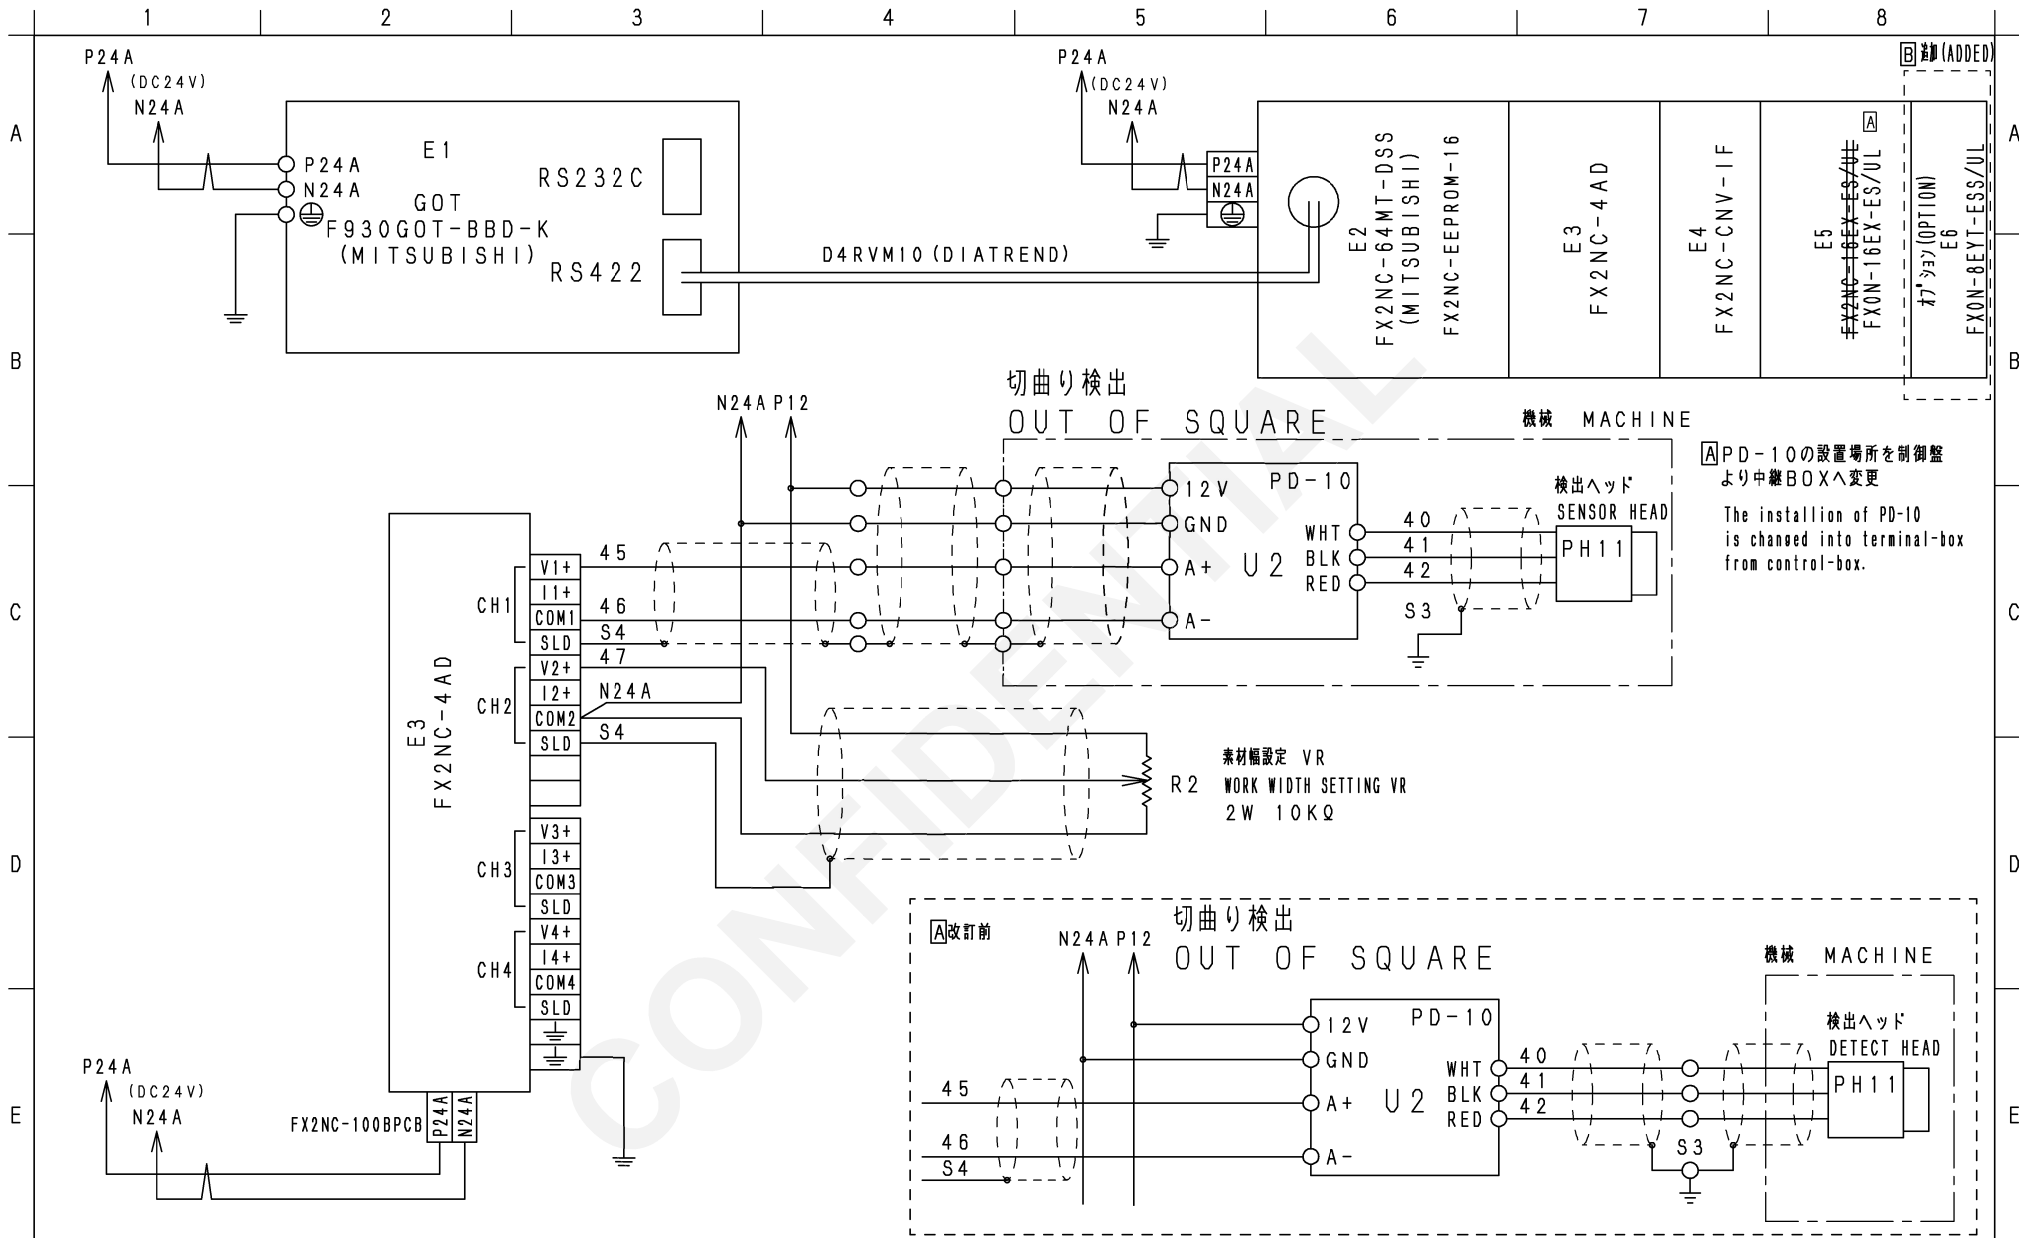 1 2 3 4 5 6 7 8
A
B
C
D
E
A
B
C
D
E
P24A
(DC24V)
N24A
P24A
N24A
E1
GOT
F930GOT-BBD-K
(MITSUBISHI)
RS232C
RS422
D4RVM10 (DIATREND)
P24A
(DC24V)
N24A
P24A
N24A
E2
FX2NC-64MT-DSS
(MITSUBISHI)
FX2NC-EEPROM-16
E3
FX2NC-4AD
E4
FX2NC-CNV-IF
A
E5
FX2NC-16EX-ES/UL
FX0N-16EX-ES/UL
B 追加(ADDED)
オプション(OPTION)
E6
FX0N-8EYT-ESS/UL
N24A P12
切曲り検出
OUT OF SQUARE
機械 MACHINE
PD-10
12V
GND
A+
A-
U2
WHT
BLK
RED
40
41
42
S3
検出ヘッド
SENSOR HEAD
PH11
A PD-10の設置場所を制御盤
より中継BOXへ変更
The installion of PD-10
is changed into terminal-box
from control-box.
E3
FX2NC-4AD
CH1
V1+
I1+
COM1
SLD
CH2
V2+
I2+
COM2
SLD
CH3
V3+
I3+
COM3
SLD
CH4
V4+
I4+
COM4
SLD
45
46
S4
47
N24A
S4
R2
素材幅設定 VR
WORK WIDTH SETTING VR
2W 10KΩ
P24A
(DC24V)
N24A
FX2NC-100BPCB
P24A
N24A
A改訂前
N24A P12
切曲り検出
OUT OF SQUARE
機械 MACHINE
45
46
S4
PD-10
12V
GND
A+
A-
U2
WHT
BLK
RED
40
41
42
S3
検出ヘッド
DETECT HEAD
PH11
CONFIDENTIAL